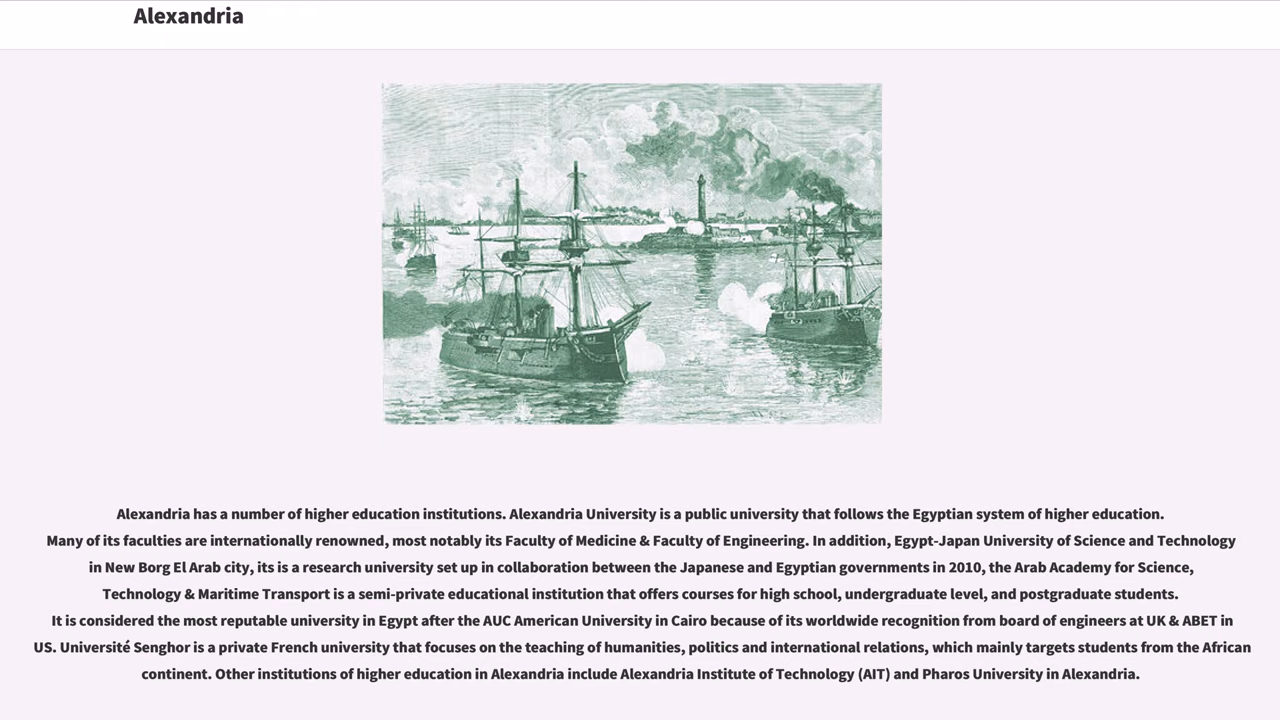 Alexandria
Alexandria has a number of higher education institutions. Alexandria University is a public university that follows the Egyptian system of higher education.
Many of its faculties are internationally renowned, most notably its Faculty of Medicine & Faculty of Engineering. In addition, Egypt-Japan University of Science and Technology
in New Borg El Arab city, its is a research university set up in collaboration between the Japanese and Egyptian governments in 2010, the Arab Academy for Science,
Technology & Maritime Transport is a semi-private educational institution that offers courses for high school, undergraduate level, and postgraduate students.
It is considered the most reputable university in Egypt after the AUC American University in Cairo because of its worldwide recognition from board of engineers at UK & ABET in
US. Université Senghor is a private French university that focuses on the teaching of humanities, politics and international relations, which mainly targets students from the African
continent. Other institutions of higher education in Alexandria include Alexandria Institute of Technology (AIT) and Pharos University in Alexandria.